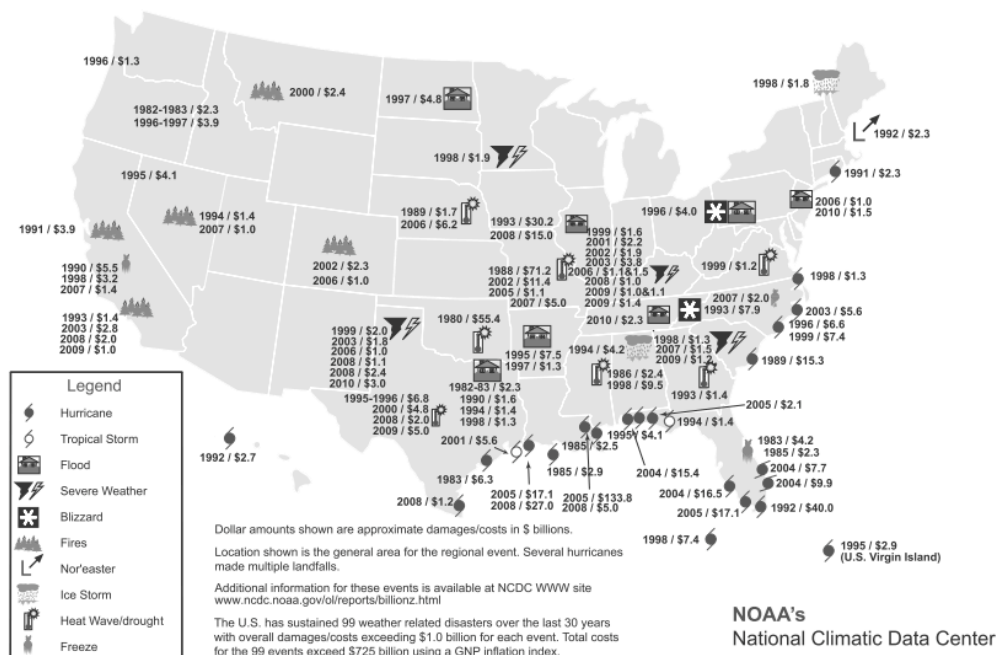 1996 / $1.3
1998 / $1.8
2000 / $2.4
1997 / $4.8
1982-1983 / $2.3
1996-1997 / $3.9
1992 / $2.3
1998 / $1.9
1995 / $4.1
1991 / $2.3
1994 / $1.4
2007 / $1.0
1989 / $1.7
2006 / $6.2
1993 / $30.2
2008 / $15.0
1996 / $4.0
2006 / $1.0
2010 / $1.5
1991 / $3.9
1999 / $1.6
2001 / $2.2
2002 / $1.9
2003 / $3.8
2006 / $1.1&1.5
2008 / $1.0
2009 / $1.0&1.1
2009 / $1.4
1990 / $5.5
1998 / $3.2
2007 / $1.4
2002 / $2.3
2006 / $1.0
1988 / $71.2
2002 / $11.4
2005 / $1.1
2007 / $5.0
1999 / $1.2
1998 / $1.3
2007 / $2.0
1993 / $7.9
2003 / $5.6
2010 / $2.3
1996 / $6.6
1999 / $7.4
1993 / $1.4
2003 / $2.8
2008 / $2.0
2009 / $1.0
1999 / $2.0
2003 / $1.8
2006 / $1.0
2008 / $1.1
2008 / $2.4
2010 / $3.0
1980 / $55.4
1995 / $7.5
1997 / $1.3
1994 / $4.2
1986 / $2.4
1998 / $9.5
1998 / $1.3
2007 / $1.5
2009 / $1.2
1989 / $15.3
1993 / $1.4
1982-83 / $2.3
1990 / $1.6
1994 / $1.4
1998 / $1.3
1995-1996 / $6.8
2000 / $4.8
2008 / $2.0
2009 / $5.0
2005 / $2.1
1994 / $1.4
2001 / $5.6
1985 / $2.5
1995 / $4.1
1983 / $4.2
1985 / $2.3
1992 / $2.7
1983 / $6.3
1985 / $2.9
2004 / $15.4
2004 / $7.7
2004 / $9.9
2008 / $1.2
2005 / $17.1
2008 / $27.0
2005 / $133.8
2008 / $5.0
2004 / $16.5
2005 / $17.1
1992 / $40.0
1998 / $7.4
1995 / $2.9
(U.S. Virgin Island)
Legend
Hurricane
Tropical Storm
Flood
Severe Weather
Blizzard
Fires
Nor'easter
Ice Storm
Heat Wave/drought
Freeze
Dollar amounts shown are approximate damages/costs in $ billions.
Location shown is the general area for the regional event. Several hurricanes
made multiple landfalls.
Additional information for these events is available at NCDC WWW site
www.ncdc.noaa.gov/ol/reports/billionz.html
The U.S. has sustained 99 weather related disasters over the last 30 years
with overall damages/costs exceeding $1.0 billion for each event. Total costs
for the 99 events exceed $725 billion using a GNP inflation index.
NOAA's
National Climatic Data Center